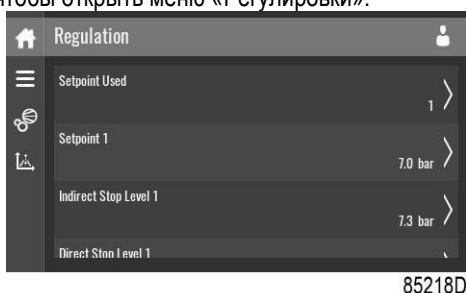 чтобы открыть меню «Регулировки».
Regulation
Setpoint Used
1
Setpoint 1
7.0 bar
Indirect Stop Level 1
7.3 bar
Direct Stop Level 1
85218D